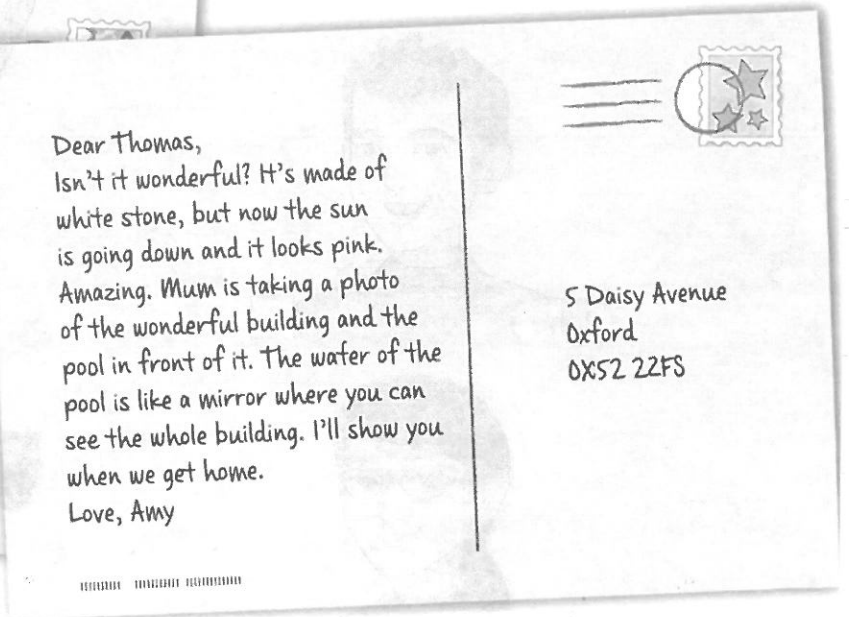 Dear Thomas,
Isn't it wonderful? It's made of
white stone, but now the sun
is going down and it looks pink.
Amazing. Mum is taking a photo
of the wonderful building and the
pool in front of it. The water of the
pool is like a mirror where you can
see the whole building. I'll show you
when we get home.
Love, Amy
5 Daisy Avenue
Oxford
OX52 2ZFS